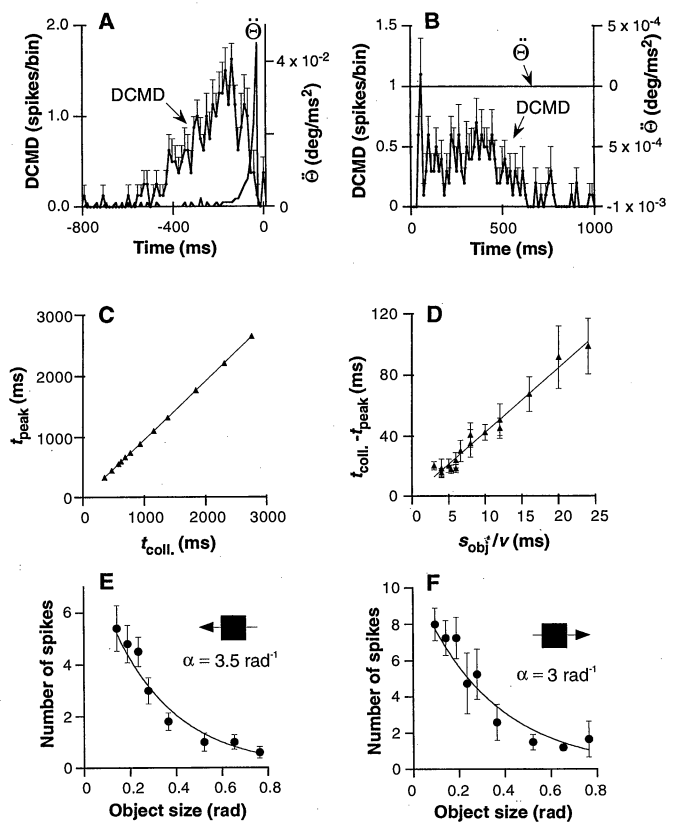 A
2.0
1.0
0.0
DCMD (spikes/bin)
DCMD
Θ̈
4 x 10⁻²
0
Θ̈ (deg/ms²)
-800 -400 0
Time (ms)
B
1.5
1
0.5
0
DCMD (spikes/bin)
Θ̈
DCMD
5 x 10⁻⁴
0
5 x 10⁻⁴
-1 x 10⁻³
Θ̈ (deg/ms²)
0 500 1000
Time (ms)
C
3000
2000
1000
0
t peak (ms)
0 1000 2000 3000
t coll. (ms)
D
120
80
40
0
t coll. -t peak (ms)
0 5 10 15 20 25
s obj /v (ms)
E
6
4
2
0
Number of spikes
α = 3.5 rad⁻¹
0 0.2 0.4 0.6 0.8
Object size (rad)
F
10
8
6
4
2
0
Number of spikes
α = 3 rad⁻¹
0 0.2 0.4 0.6 0.8
Object size (rad)